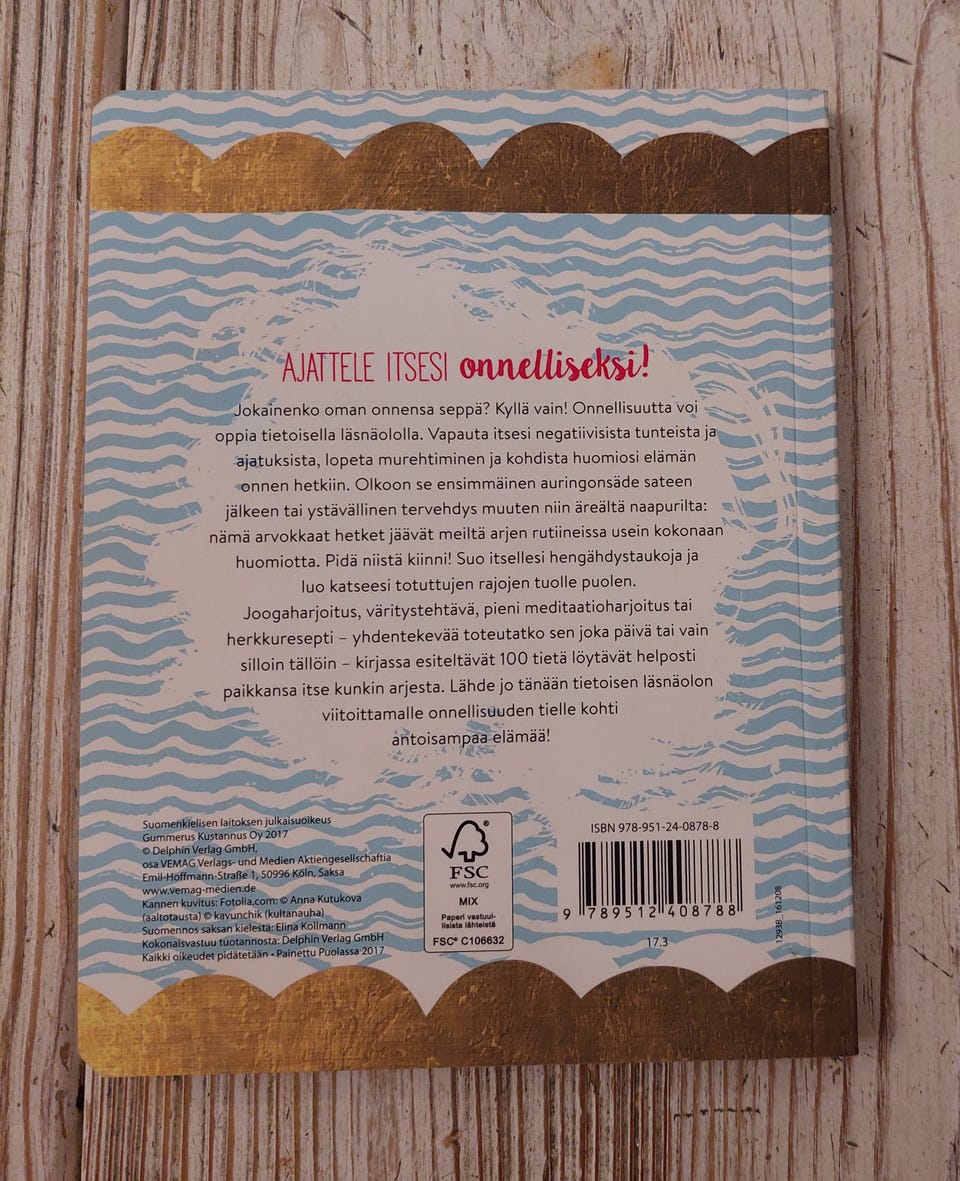 AJATTELE ITSESI onnelliseksi!
Jokainenko oman onnensa seppä? Kyllä vain! Onnellisuutta voi
oppia tietoisella läsnäololla. Vapauta itsesi negatiivisista tunteista ja
ajatuksista, lopeta murehtiminen ja kohdista huomiosi elämän
onnen hetkiin. Olkoon se ensimmäinen auringonsäde sateen
jälkeen tai ystävällinen tervehdys muuten niin äreältä naapurilta:
nämä arvokkaat hetket jäävät meiltä arjen rutiineissa usein kokonaan
huomiotta. Pidä niistä kiinni! Suo itsellesi hengähdystaukoja ja
luo katseesi totuttujen rajojen tuolle puolen.
Joogaharjoitus, väritystehtävä, pieni meditaatioharjoitus tai
herkkuresepti – yhdentekevää toteutatko sen joka päivä tai vain
silloin tällöin – kirjassa esiteltävät 100 tietä löytävät helposti
paikkansa itse kunkin arjesta. Lähde jo tänään tietoisen läsnäolon
viitoittamalle onnellisuuden tielle kohti
antoisampaa elämää!
Suomenkielisen laitoksen julkaisuoikeus
Gummerus Kustannus Oy 2017
© Delphin Verlag GmbH,
osa VEMAG Verlags- und Medien Aktiengesellschaftia
Emil-Hoffmann-Straße 1, 50996 Köln, Saksa
www.vemag-medien.de
Kannen kuvitus: Fotolia.com: © Anna Kutukova
(aaltotausta) © kavunchik (kultanauha)
Suomennos saksan kielestä: Elina Kollmann
Kokonaisvastuu tuotannosta: Delphin Verlag GmbH
Kaikki oikeudet pidätetään • Painettu Puolassa 2017
FSC
www.fsc.org
MIX
Paperi vastuul-
lisista lähteistä
FSC® C106632
ISBN 978-951-24-0878-8
9 789512 408788
17.3
12938_161208